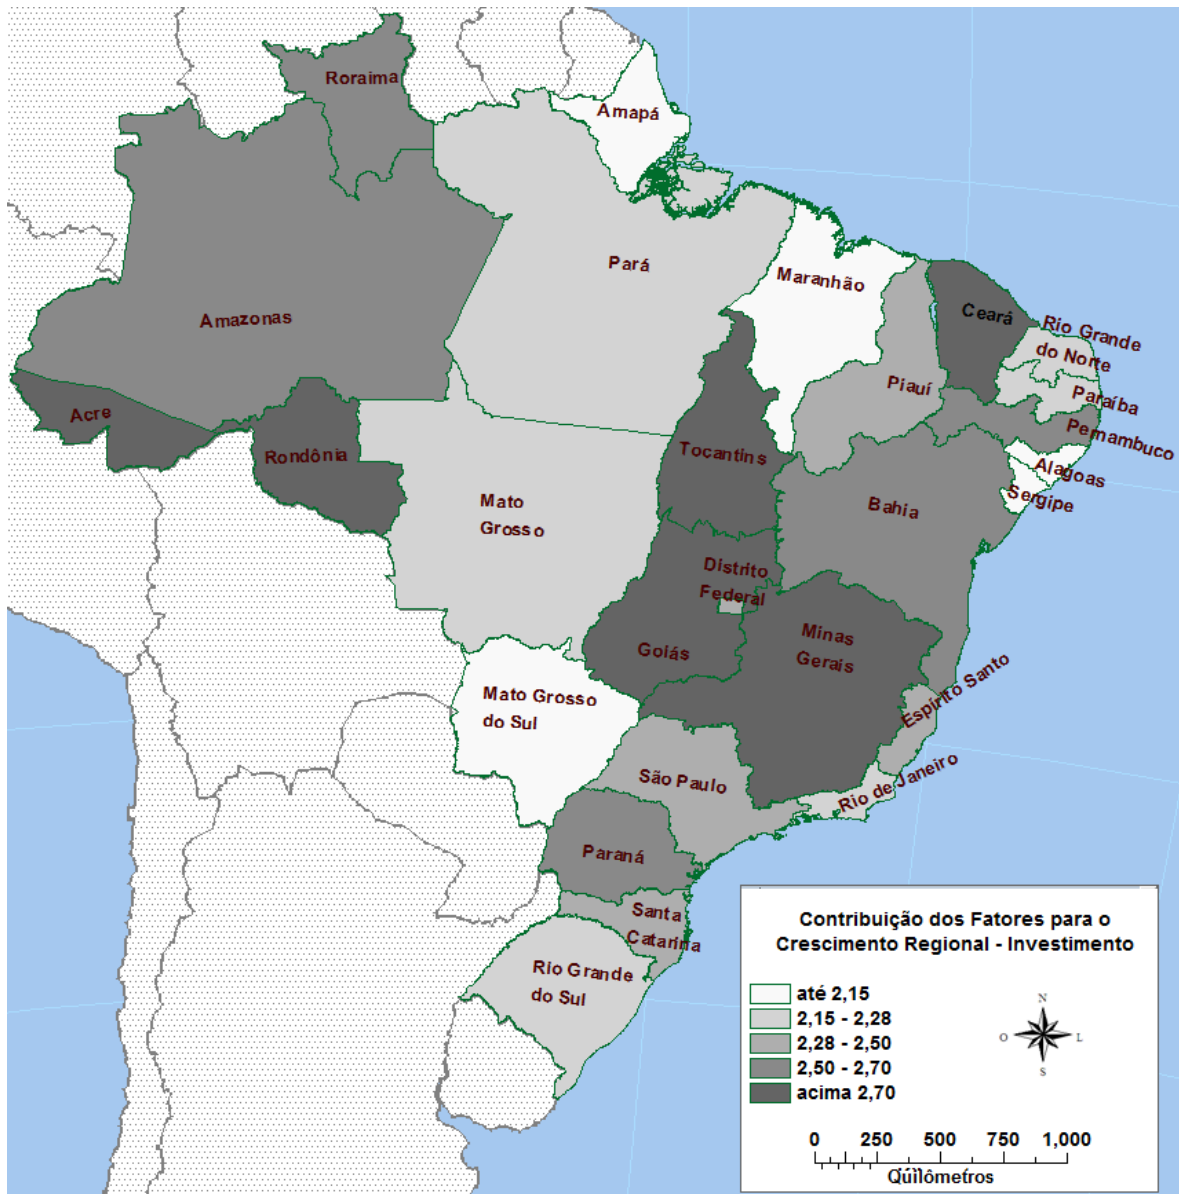 Roraima
Amapá
Pará
Maranhão
Amazonas
Ceará
Rio Grande
do Norte
Piauí
Paraíba
Acre
Pernambuco
Rondônia
Tocantins
Alagoas
Sergipe
Mato
Grosso
Bahia
Distrito
Federal
Goiás
Minas
Gerais
Mato Grosso
do Sul
Espírito Santo
São Paulo
Rio de Janeiro
Paraná
Santa
Catarina
Rio Grande
do Sul
Contribuição dos Fatores para o
Crescimento Regional - Investimento
até 2,15
2,15 - 2,28
2,28 - 2,50
2,50 - 2,70
acima 2,70
N
O L
S
0 250 500 750 1,000
Quilômetros